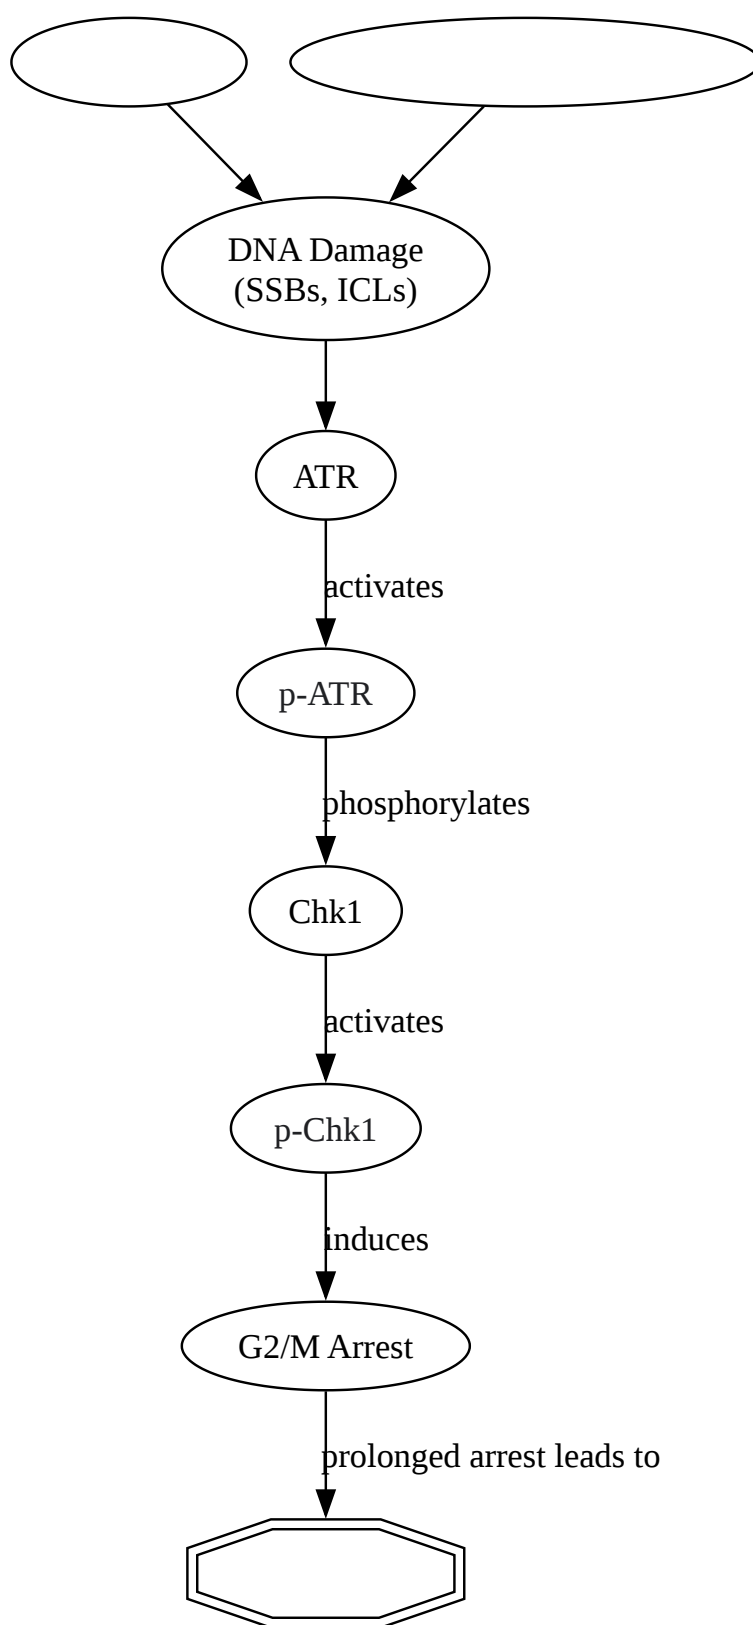 DNA Damage
(SSBs, ICLs)
ATR
activates
p-ATR
phosphorylates
Chk1
activates
p-Chk1
induces
G2/M Arrest
prolonged arrest leads to